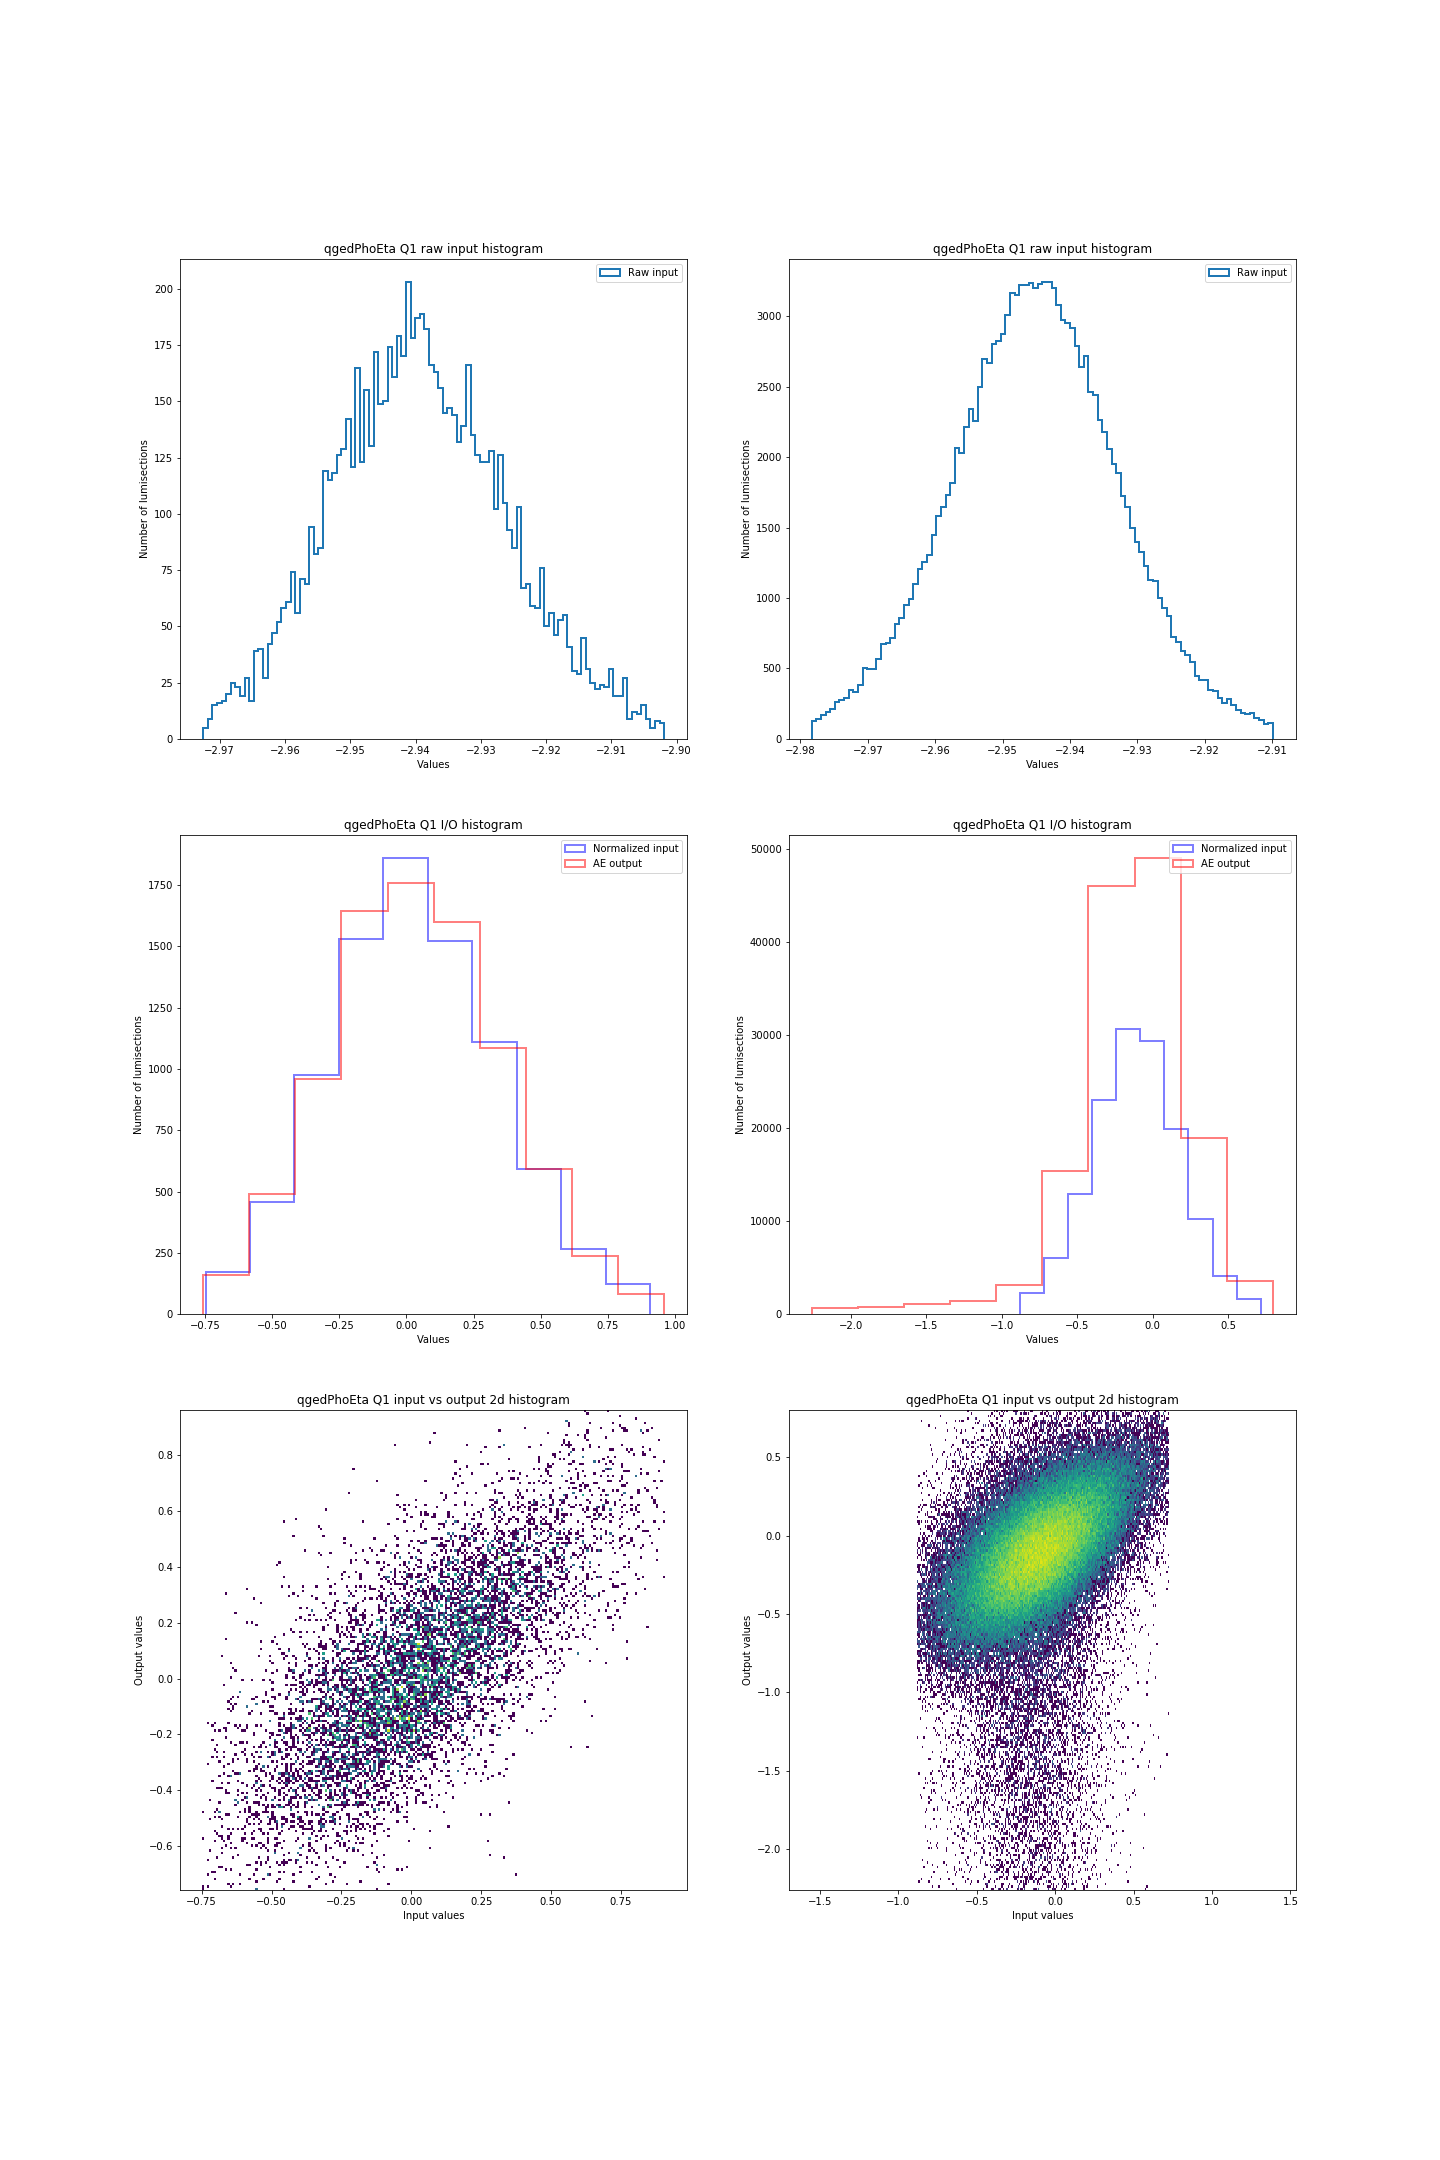 qgedPhoEta Q1 raw input histogram
Raw input
200
175
150
125
100
75
50
25
0
Number of lumisections
−2.97 −2.96 −2.95 −2.94 −2.93 −2.92 −2.91 −2.90
Values
qgedPhoEta Q1 raw input histogram
Raw input
3000
2500
2000
1500
1000
500
0
Number of lumisections
−2.98 −2.97 −2.96 −2.95 −2.94 −2.93 −2.92 −2.91
Values
qgedPhoEta Q1 I/O histogram
Normalized input
AE output
1750
1500
1250
1000
750
500
250
0
Number of lumisections
−0.75 −0.50 −0.25 0.00 0.25 0.50 0.75 1.00
Values
qgedPhoEta Q1 I/O histogram
Normalized input
AE output
50000
40000
30000
20000
10000
0
Number of lumisections
−2.0 −1.5 −1.0 −0.5 0.0 0.5
Values
qgedPhoEta Q1 input vs output 2d histogram
0.8
0.6
0.4
0.2
0.0
−0.2
−0.4
−0.6
Output values
−0.75 −0.50 −0.25 0.00 0.25 0.50 0.75
Input values
qgedPhoEta Q1 input vs output 2d histogram
0.5
0.0
−0.5
−1.0
−1.5
−2.0
Output values
−1.5 −1.0 −0.5 0.0 0.5 1.0 1.5
Input values